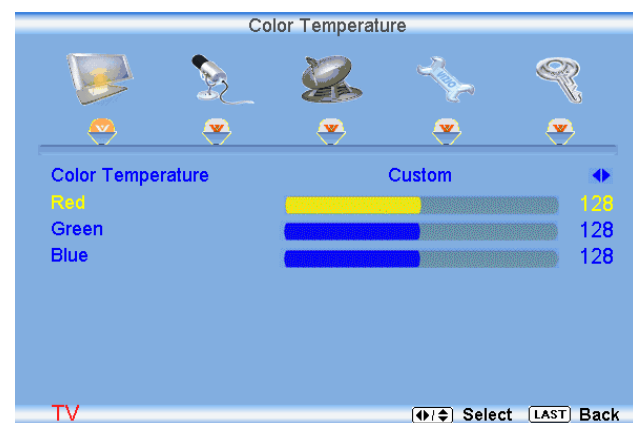 Color Temperature
Color Temperature Custom
Red 128
Green 128
Blue 128
TV Select LAST Back